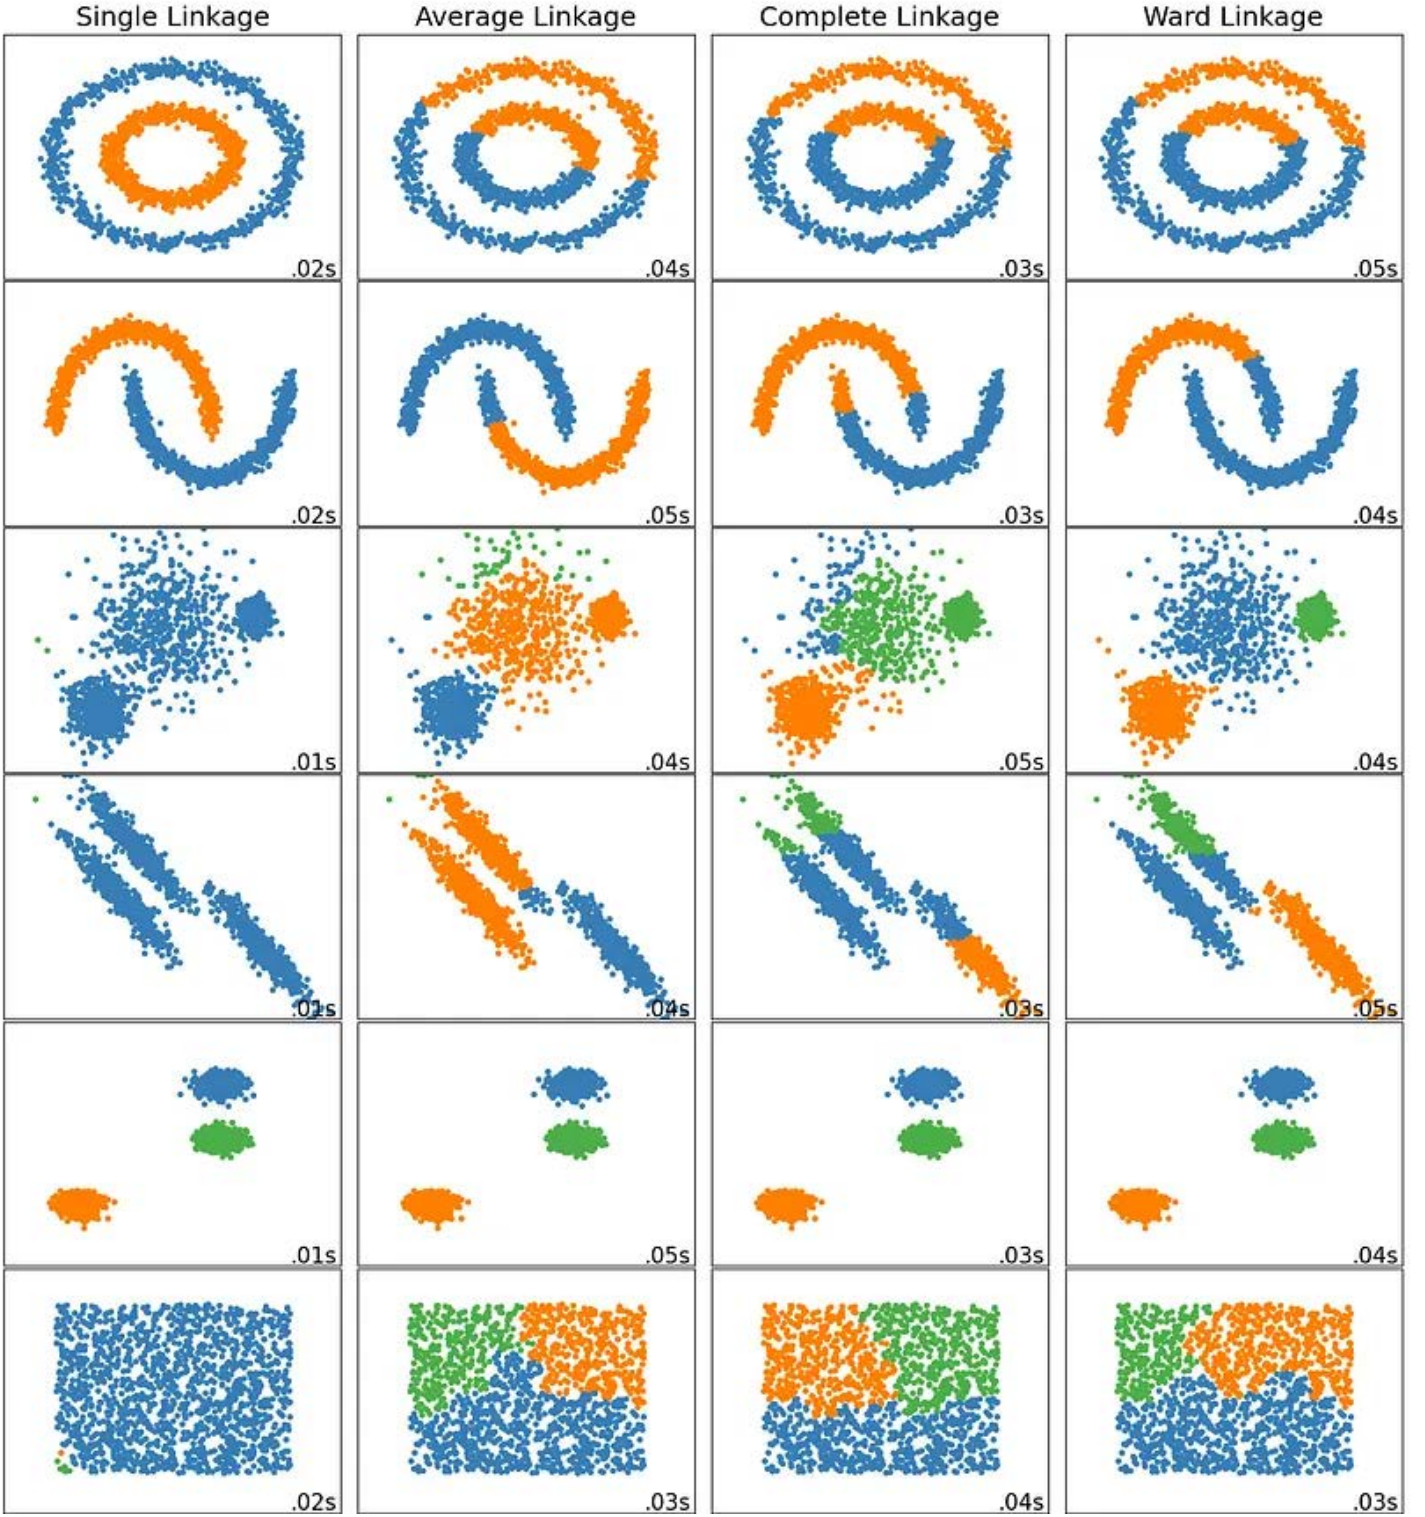 Single Linkage Average Linkage Complete Linkage Ward Linkage
.02s .04s .03s .05s
.02s .05s .03s .04s
.01s .04s .05s .04s
.01s .04s .03s .05s
.01s .05s .03s .04s
.02s .03s .04s .03s